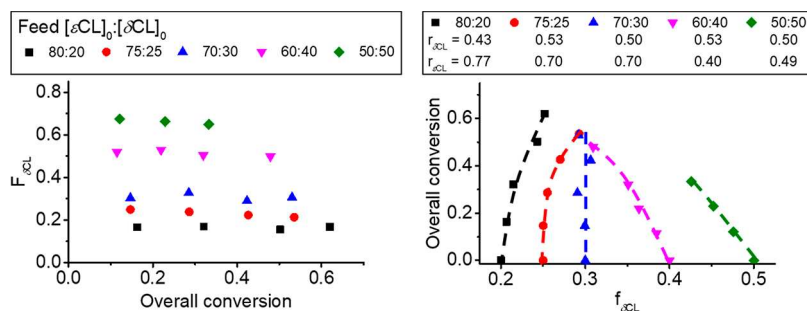 Feed [εCL]₀:[δCL]₀
80:20 75:25 70:30 60:40 50:50
0.8
0.6
0.4
0.2
0.0
F_δCL
0.0 0.2 0.4 0.6
Overall conversion
80:20 75:25 70:30 60:40 50:50
r_δCL = 0.43 0.53 0.50 0.53 0.50
r_εCL = 0.77 0.70 0.70 0.40 0.49
0.6
0.4
0.2
0.0
Overall conversion
0.2 0.3 0.4 0.5
f_δCL